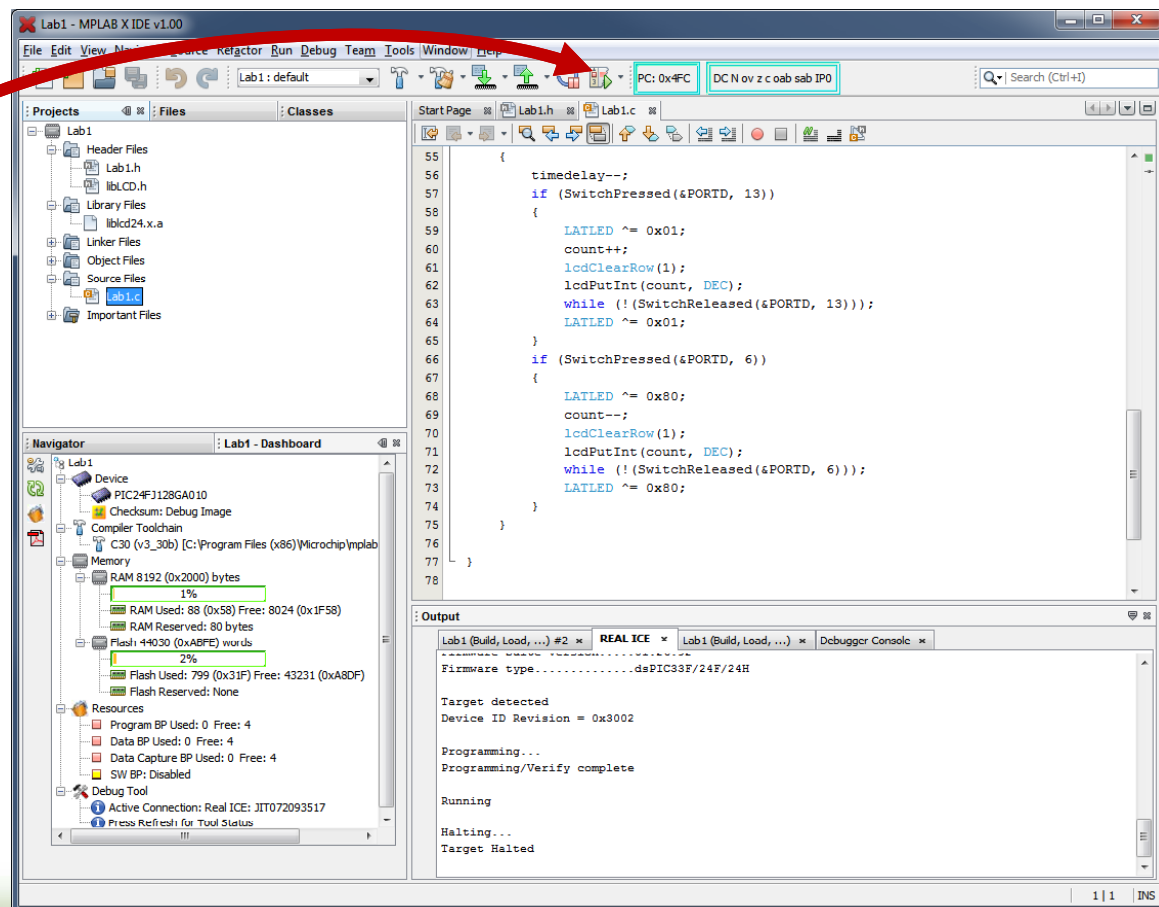 Lab1 - MPLAB X IDE v1.00
File Edit View Refactor Run Debug Team Tools Window Help
Lab1 : default
PC: 0x4FC
DC N ov z c oab sab IP0
Search (Ctrl+I)
Projects Files Classes
Lab1
Header Files
Lab1.h
libLCD.h
Library Files
liblcd24.x.a
Linker Files
Object Files
Source Files
Lab1.c
Important Files
Start Page Lab1.h Lab1.c
55 {
56 timedelay--;
57 if (SwitchPressed(&PORTD, 13))
58 {
59 LATLED ^= 0x01;
60 count++;
61 lcdClearRow(1);
62 lcdPutInt(count, DEC);
63 while (!(SwitchReleased(&PORTD, 13)));
64 LATLED ^= 0x01;
65 }
66 if (SwitchPressed(&PORTD, 6))
67 {
68 LATLED ^= 0x80;
69 count--;
70 lcdClearRow(1);
71 lcdPutInt(count, DEC);
72 while (!(SwitchReleased(&PORTD, 6)));
73 LATLED ^= 0x80;
74 }
75 }
76
77 }
78
Navigator Lab1 - Dashboard
Lab1
Device
PIC24FJ128GA010
Checksum: Debug Image
Compiler Toolchain
C30 (v3_30b) [C:\Program Files (x86)\Microchip\mplab
Memory
RAM 8192 (0x2000) bytes
1%
RAM Used: 88 (0x58) Free: 8024 (0x1F58)
RAM Reserved: 80 bytes
Flash 44030 (0xABFE) words
2%
Flash Used: 799 (0x31F) Free: 43231 (0xA8DF)
Flash Reserved: None
Resources
Program BP Used: 0 Free: 4
Data BP Used: 0 Free: 4
Data Capture BP Used: 0 Free: 4
SW BP: Disabled
Debug Tool
Active Connection: Real ICE: JIT072093517
Press Refresh for Tool Status
Output
Lab1 (Build, Load, ...) #2 REAL ICE Lab1 (Build, Load, ...) Debugger Console
Firmware type..............dsPIC33F/24F/24H
Target detected
Device ID Revision = 0x3002
Programming...
Programming/Verify complete
Running
Halting...
Target Halted
1 | 1 INS